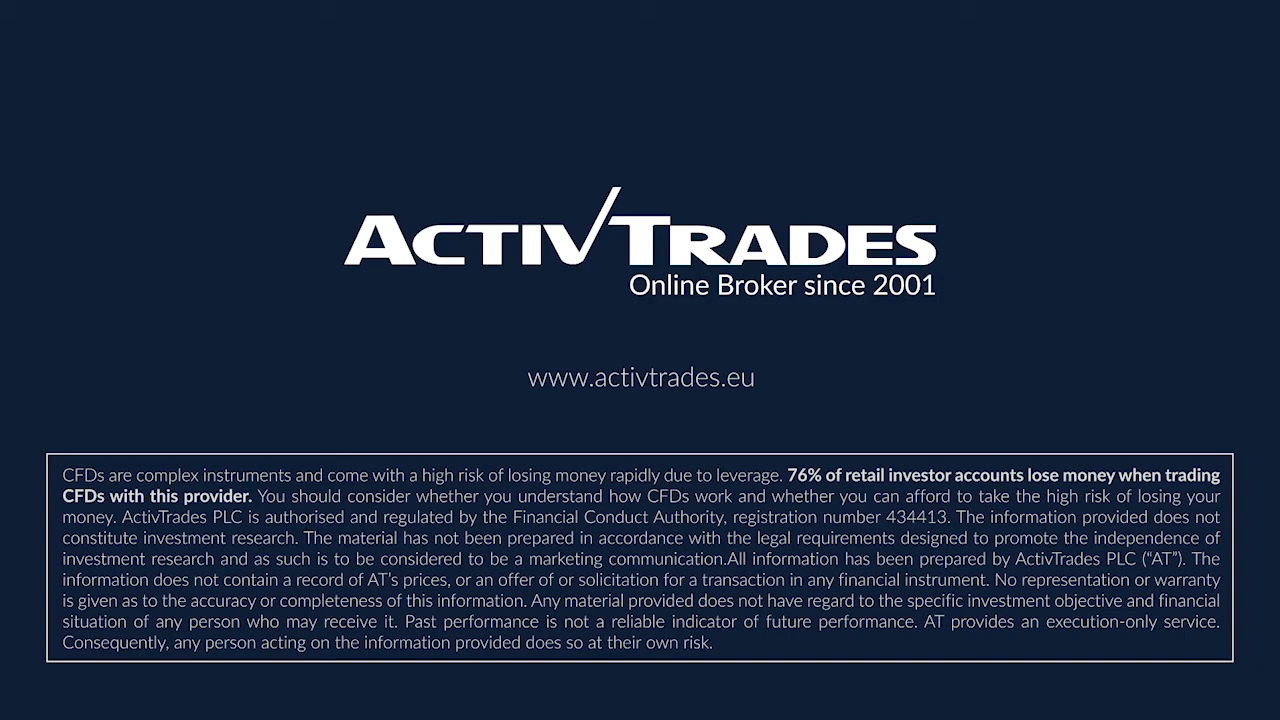 ACTIVTRADES
Online Broker since 2001
www.activtrades.eu
CFDs are complex instruments and come with a high risk of losing money rapidly due to leverage. 76% of retail investor accounts lose money when trading
CFDs with this provider. You should consider whether you understand how CFDs work and whether you can afford to take the high risk of losing your
money. ActivTrades PLC is authorised and regulated by the Financial Conduct Authority, registration number 434413. The information provided does not
constitute investment research. The material has not been prepared in accordance with the legal requirements designed to promote the independence of
investment research and as such is to be considered to be a marketing communication.All information has been prepared by ActivTrades PLC (“AT”). The
information does not contain a record of AT’s prices, or an offer of or solicitation for a transaction in any financial instrument. No representation or warranty
is given as to the accuracy or completeness of this information. Any material provided does not have regard to the specific investment objective and financial
situation of any person who may receive it. Past performance is not a reliable indicator of future performance. AT provides an execution-only service.
Consequently, any person acting on the information provided does so at their own risk.